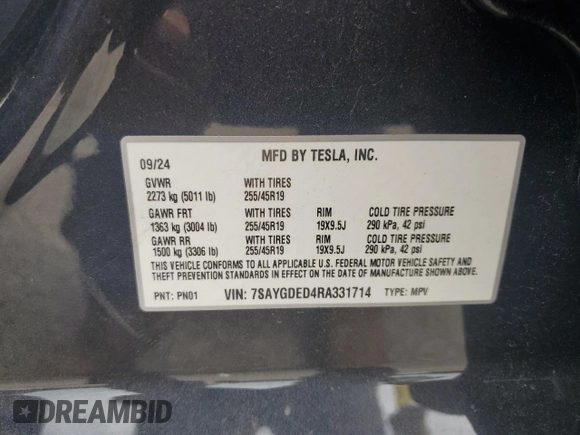 09/24 MFD BY TESLA, INC.
GVWR WITH TIRES
2273 kg (5011 lb) 255/45R19
GAWR FRT WITH TIRES RIM COLD TIRE PRESSURE
1363 kg (3004 lb) 255/45R19 19X9.5J 290 kPa, 42 psi
GAWR RR WITH TIRES RIM COLD TIRE PRESSURE
1500 kg (3306 lb) 255/45R19 19X9.5J 290 kPa, 42 psi
THIS VEHICLE CONFORMS TO ALL APPLICABLE U.S. FEDERAL MOTOR VEHICLE SAFETY AND
THEFT PREVENTION STANDARDS IN EFFECT ON THE DATE OF MANUFACTURE SHOWN ABOVE.
PNT: PN01 VIN: 7SAYGDED4RA331714 TYPE: MPV
DREAMBID